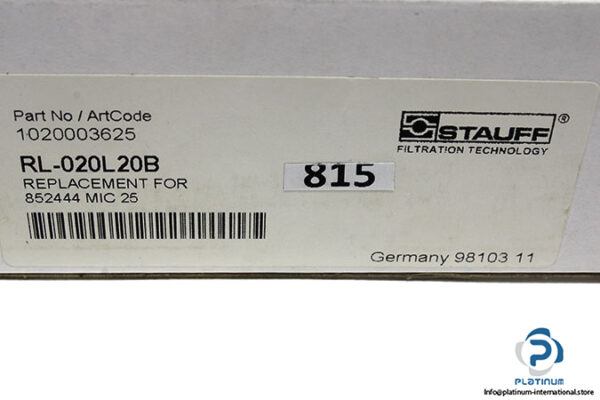 Part No / ArtCode
1020003625
RL-020L20B
REPLACEMENT FOR
852444 MIC 25
815
STAUFF®
FILTRATION TECHNOLOGY
Germany 98103 11
PLATINUM
Info@platinum-international.store